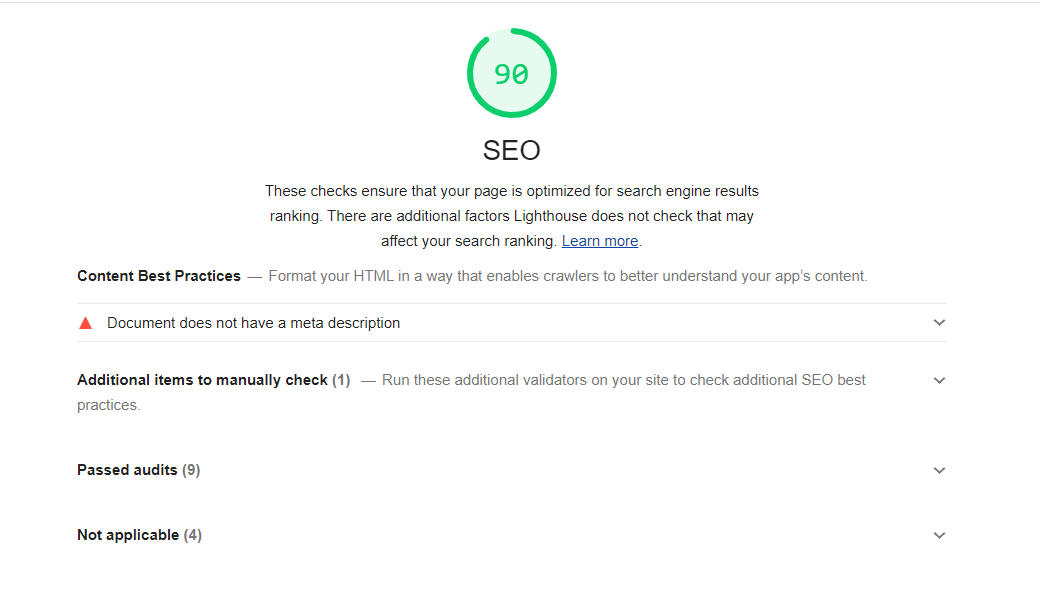 90
SEO
These checks ensure that your page is optimized for search engine results
ranking. There are additional factors Lighthouse does not check that may
affect your search ranking. Learn more.
Content Best Practices — Format your HTML in a way that enables crawlers to better understand your app’s content.
Document does not have a meta description
Additional items to manually check (1) — Run these additional validators on your site to check additional SEO best
practices.
Passed audits (9)
Not applicable (4)